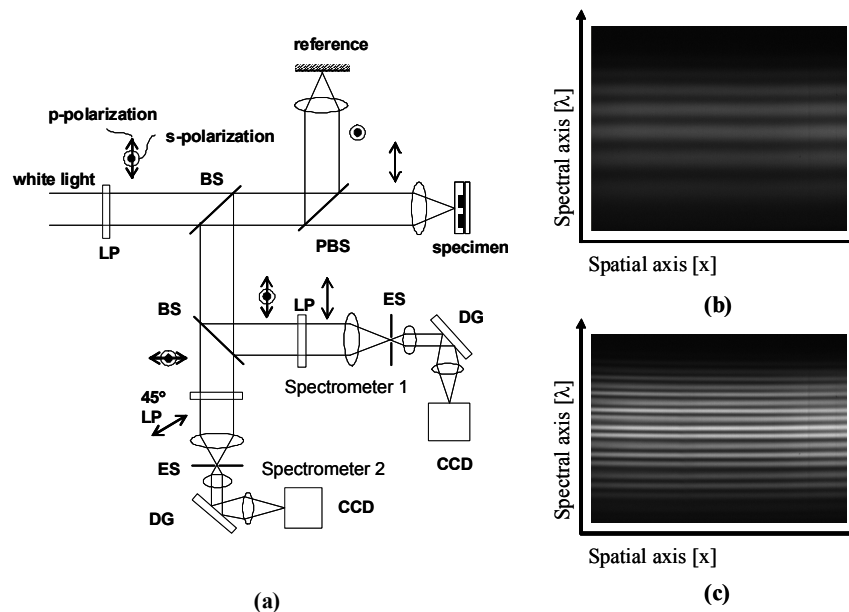 reference
p-polarization
s-polarization
white light
BS
LP
PBS
specimen
BS
LP
ES
DG
45°
LP
Spectrometer 1
CCD
ES
Spectrometer 2
DG
CCD
(a)
Spectral axis [λ]
Spatial axis [x]
(b)
Spectral axis [λ]
Spatial axis [x]
(c)